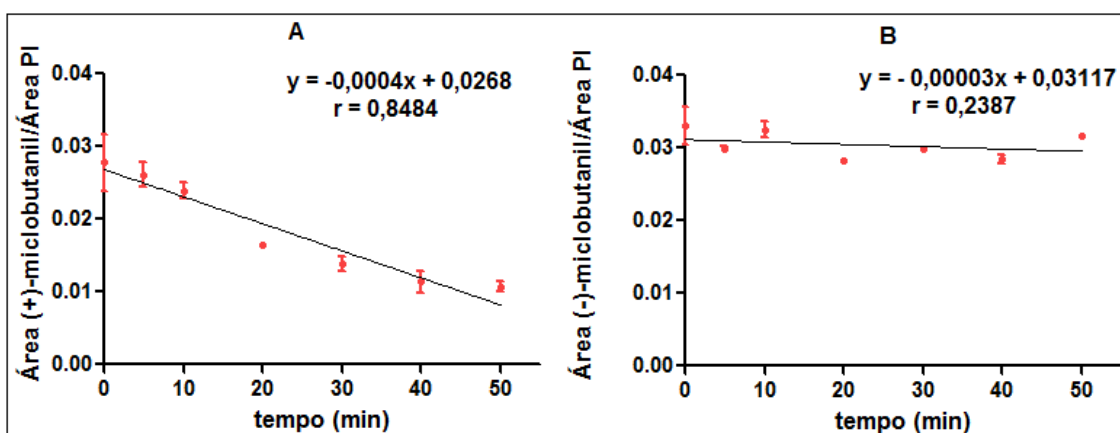 A
y = -0,0004x + 0,0268
r = 0,8484
Área (+)-miclobutanil/Área PI
0.04
0.03
0.02
0.01
0.00
0 10 20 30 40 50
tempo (min)
B
y = - 0,00003x + 0,03117
r = 0,2387
Área (-)-miclobutanil/Área PI
0.04
0.03
0.02
0.01
0.00
0 10 20 30 40 50
tempo (min)